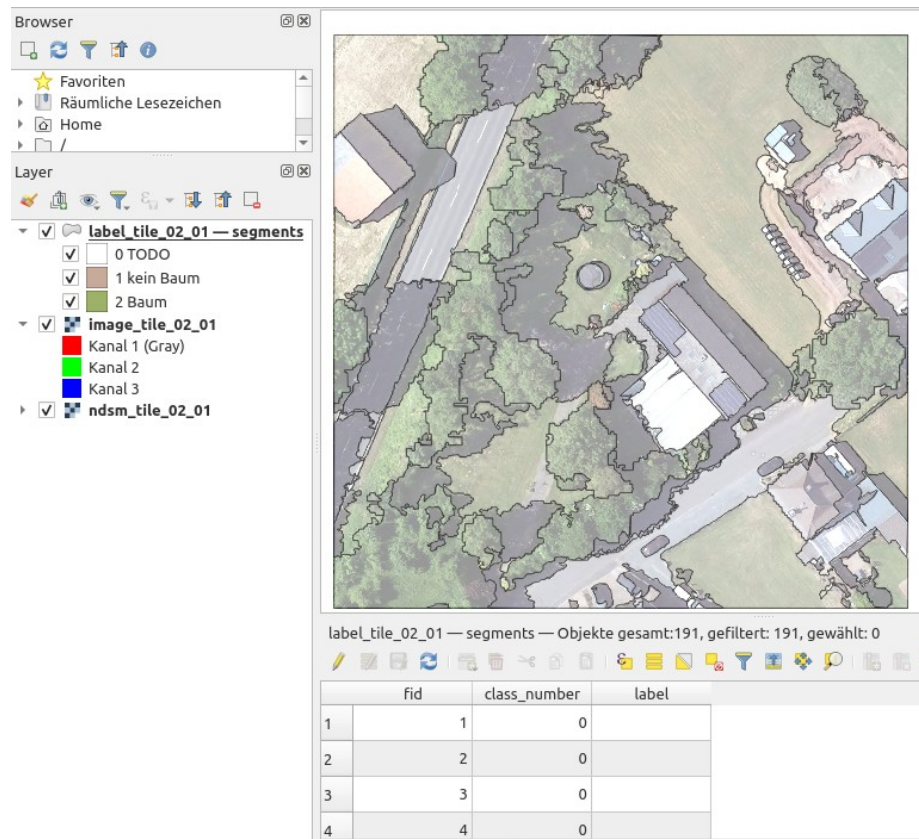 Browser
Favoriten
Räumliche Lesezeichen
Home
/
Layer
label_tile_02_01 — segments
0 TODO
1 kein Baum
2 Baum
image_tile_02_01
Kanal 1 (Gray)
Kanal 2
Kanal 3
ndsm_tile_02_01
label_tile_02_01 — segments — Objekte gesamt:191, gefiltert: 191, gewählt: 0
fid class_number label
1 1 0
2 2 0
3 3 0
4 4 0